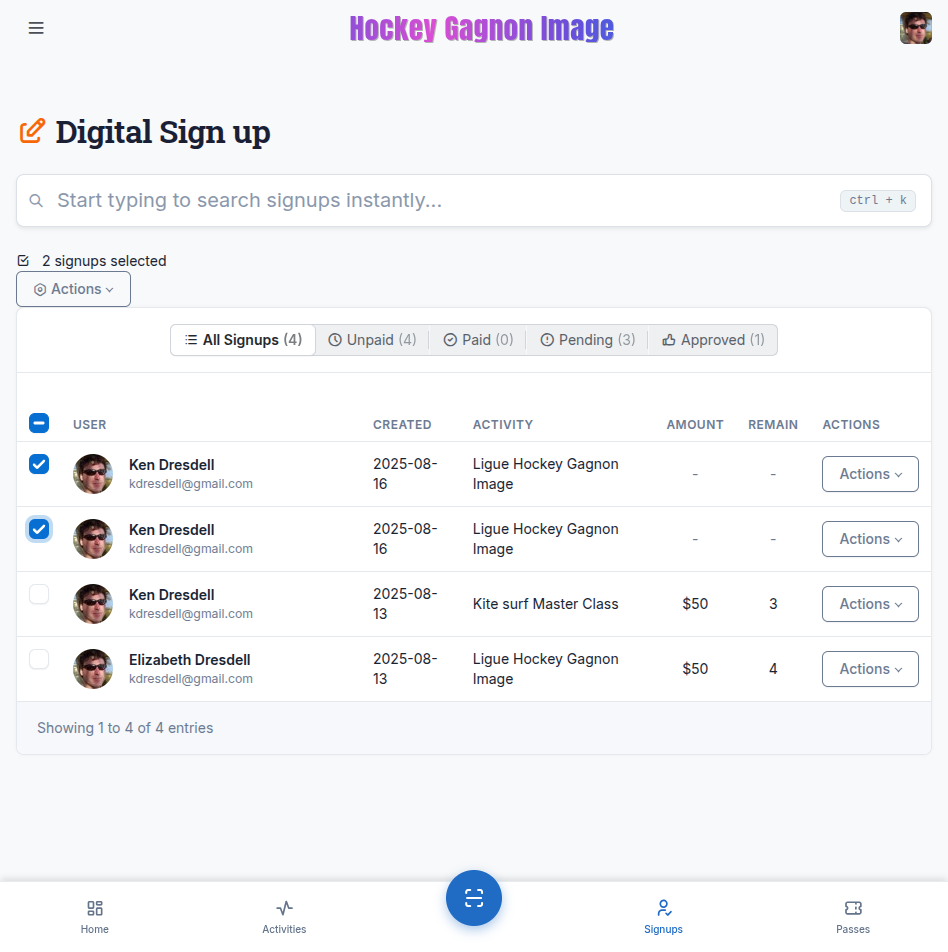 Hockey Gagnon Image
Digital Sign up
Start typing to search signups instantly... ctrl + k
2 signups selected
Actions
All Signups (4) Unpaid (4) Paid (0) Pending (3) Approved (1)
USER CREATED ACTIVITY AMOUNT REMAIN ACTIONS
Ken Dresdell 2025-08- Ligue Hockey Gagnon - - Actions
kdresdell@gmail.com 16 Image
Ken Dresdell 2025-08- Ligue Hockey Gagnon - - Actions
kdresdell@gmail.com 16 Image
Ken Dresdell 2025-08- Kite surf Master Class $50 3 Actions
kdresdell@gmail.com 13
Elizabeth Dresdell 2025-08- Ligue Hockey Gagnon $50 4 Actions
kdresdell@gmail.com 13 Image
Showing 1 to 4 of 4 entries
Home Activities Signups Passes